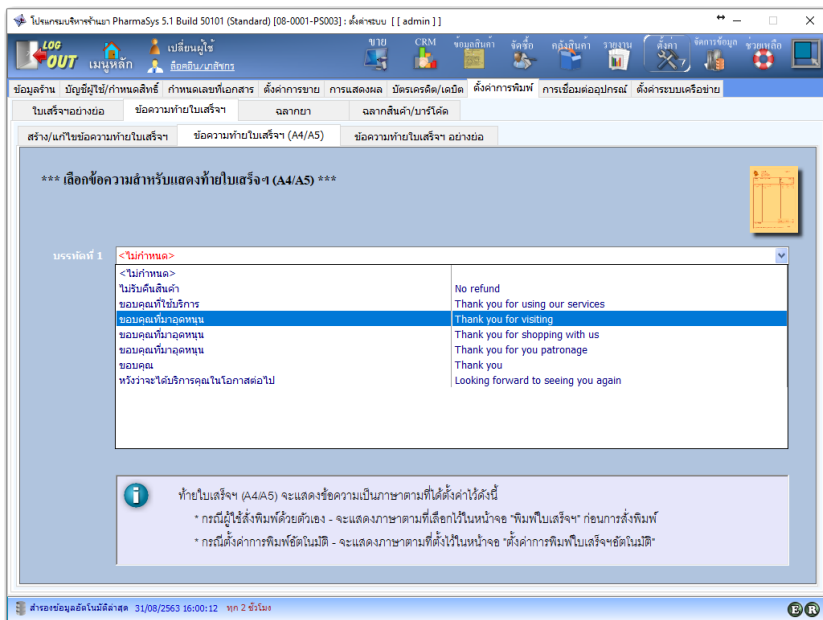 โปรแกรมบริหารร้านยา PharmaSys 5.1 Build 50101 (Standard) [08-0001-PS003] : ตั้งค่าระบบ [ [ admin ] ]
LOG OUT เมนูหลัก เปลี่ยนผู้ใช้ ล็อคอิน/เภสัชกร ขาย CRM ข้อมูลสินค้า จัดซื้อ คลังสินค้า รายงาน ตั้งค่า จัดการข้อมูล ช่วยเหลือ
ข้อมูลร้าน บัญชีผู้ใช้/กำหนดสิทธิ์ กำหนดเลขที่เอกสาร ตั้งค่าการขาย การแสดงผล บัตรเครดิต/เดบิต ตั้งค่าการพิมพ์ การเชื่อมต่ออุปกรณ์ ตั้งค่าระบบเครือข่าย
ใบเสร็จฯอย่างย่อ ข้อความท้ายใบเสร็จฯ ฉลากยา ฉลากสินค้า/บาร์โค้ด
สร้าง/แก้ไขข้อความท้ายใบเสร็จฯ ข้อความท้ายใบเสร็จฯ (A4/A5) ข้อความท้ายใบเสร็จฯ อย่างย่อ
*** เลือกข้อความสำหรับแสดงท้ายใบเสร็จฯ (A4/A5) ***
บรรทัดที่ 1 <ไม่กำหนด>
<ไม่กำหนด>
ไม่รับคืนสินค้า No refund
ขอบคุณที่ใช้บริการ Thank you for using our services
ขอบคุณที่มาอุดหนุน Thank you for visiting
ขอบคุณที่มาอุดหนุน Thank you for shopping with us
ขอบคุณที่มาอุดหนุน Thank you for you patronage
ขอบคุณ Thank you
หวังว่าจะได้บริการคุณในโอกาสต่อไป Looking forward to seeing you again
ท้ายใบเสร็จฯ (A4/A5) จะแสดงข้อความเป็นภาษาตามที่ได้ตั้งค่าไว้ดังนี้
* กรณีผู้ใช้สั่งพิมพ์ด้วยตัวเอง - จะแสดงภาษาตามที่เลือกไว้ในหน้าจอ "พิมพ์ใบเสร็จฯ" ก่อนการสั่งพิมพ์
* กรณีตั้งค่าการพิมพ์อัตโนมัติ - จะแสดงภาษาตามที่ตั้งไว้ในหน้าจอ "ตั้งค่าการพิมพ์ใบเสร็จฯอัตโนมัติ"
สำรองข้อมูลอัตโนมัติล่าสุด 31/08/2563 16:00:12 ทุก 2 ชั่วโมง E R